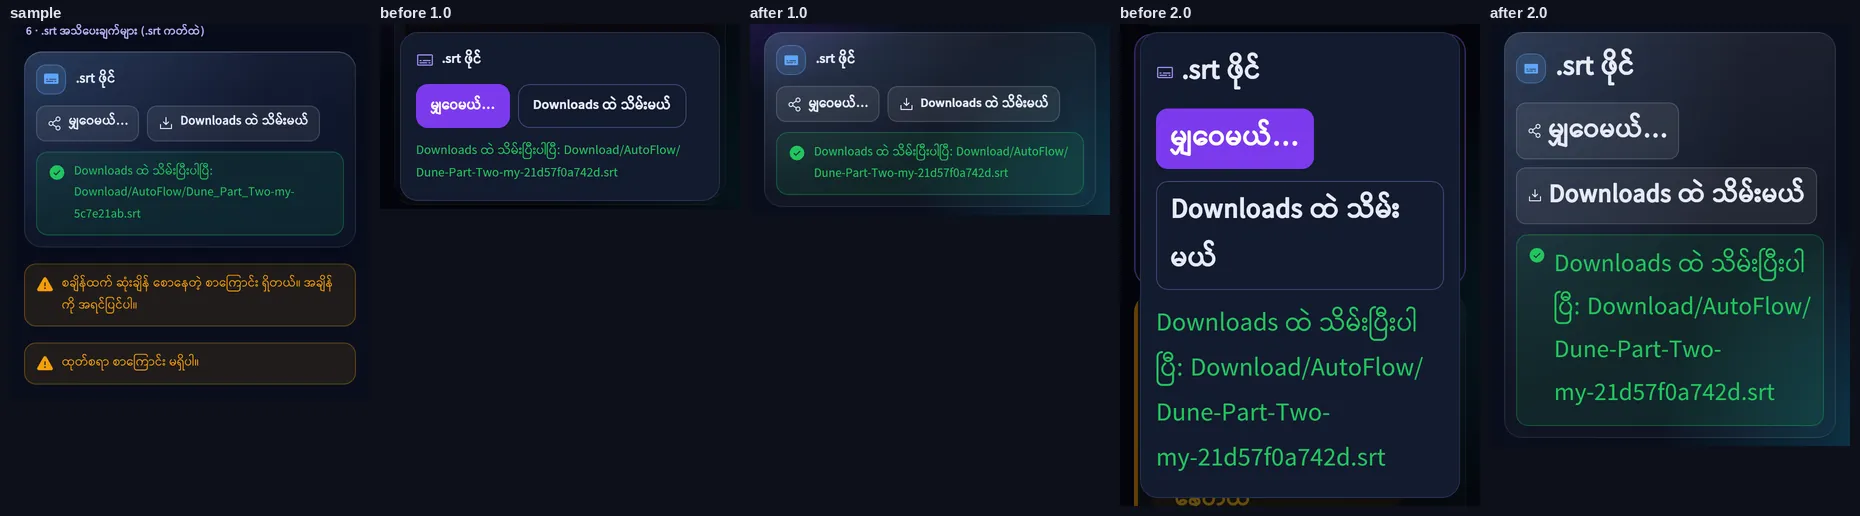 sample
6 · .srt အသိပေးချက်များ (.srt ကတ်ထဲ)
.srt ဖိုင်
မျှဝေမယ်…
Downloads ထဲ သိမ်းမယ်
Downloads ထဲ သိမ်းပြီးပါပြီ:
Download/AutoFlow/Dune_Part_Two-my-
5c7e21ab.srt
စချိန်ထက် ဆုံးချိန် စောနေတဲ့ စာကြောင်း ရှိတယ်။ အချိန်
ကို အရင်ပြင်ပါ။
ထုတ်စရာ စာကြောင်း မရှိပါ။
before 1.0
.srt ဖိုင်
မျှဝေမယ်…
Downloads ထဲ သိမ်းမယ်
Downloads ထဲ သိမ်းပြီးပါပြီ: Download/AutoFlow/
Dune-Part-Two-my-21d57f0a742d.srt
after 1.0
.srt ဖိုင်
မျှဝေမယ်…
Downloads ထဲ သိမ်းမယ်
Downloads ထဲ သိမ်းပြီးပါပြီ: Download/AutoFlow/
Dune-Part-Two-my-21d57f0a742d.srt
before 2.0
.srt ဖိုင်
မျှဝေမယ်…
Downloads ထဲ သိမ်း
မယ်
Downloads ထဲ သိမ်းပြီးပါ
ပြီ: Download/AutoFlow/
Dune-Part-Two-
my-21d57f0a742d.srt
after 2.0
.srt ဖိုင်
မျှဝေမယ်…
Downloads ထဲ သိမ်းမယ်
Downloads ထဲ သိမ်းပြီးပါ
ပြီ: Download/AutoFlow/
Dune-Part-Two-
my-21d57f0a742d.srt